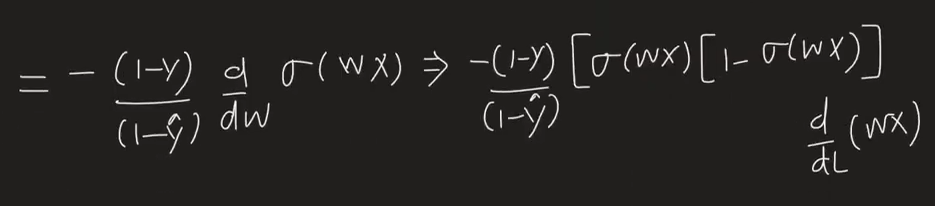 = - (1-y)/(1-ŷ) d/dw σ(wx) ⇒ -(1-y)/(1-ŷ) [σ(wx)[1- σ(wx)]
d/dL (wx)